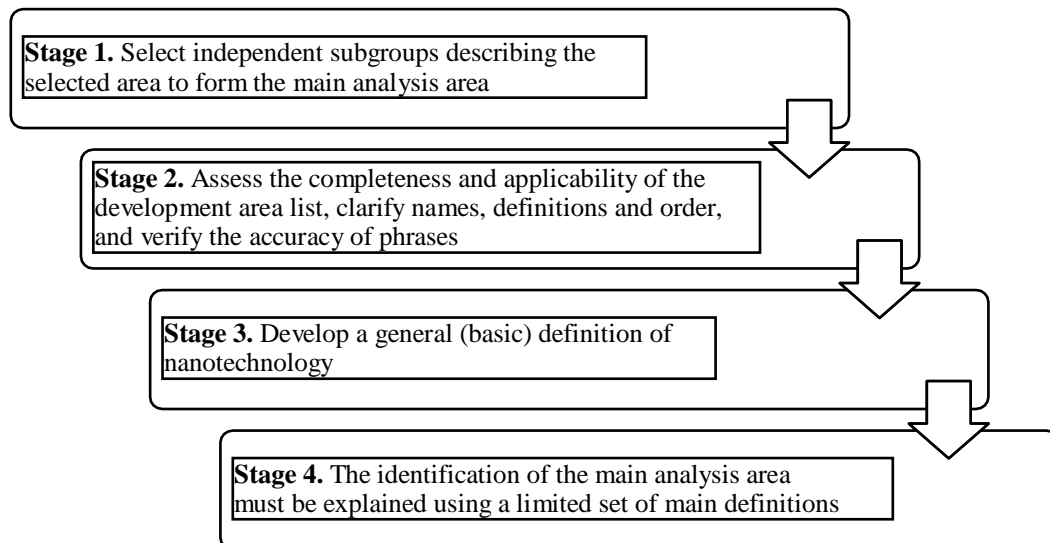 Stage 1. Select independent subgroups describing the
selected area to form the main analysis area
Stage 2. Assess the completeness and applicability of the
development area list, clarify names, definitions and order,
and verify the accuracy of phrases
Stage 3. Develop a general (basic) definition of
nanotechnology
Stage 4. The identification of the main analysis area
must be explained using a limited set of main definitions